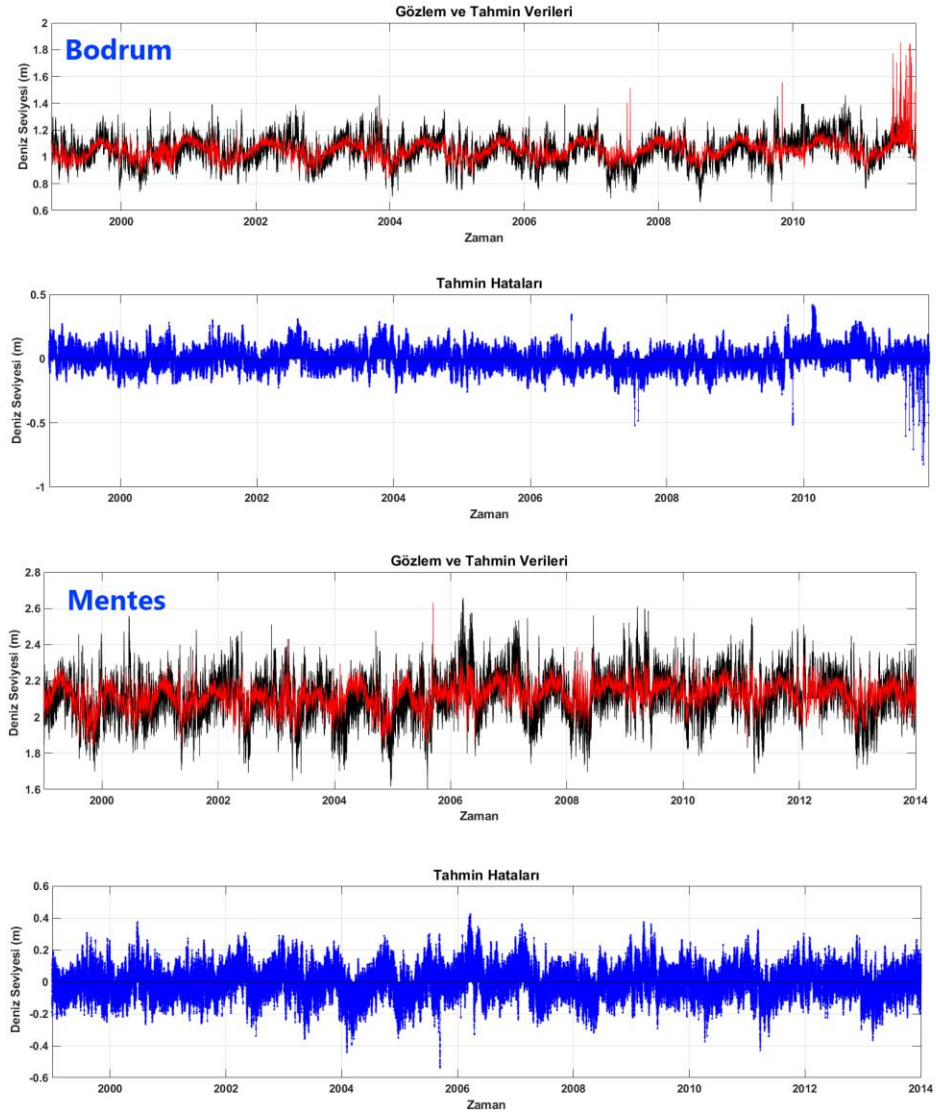 Gözlem ve Tahmin Verileri
Bodrum
Deniz Seviyesi (m)
2
1.8
1.6
1.4
1.2
1
0.8
0.6
2000 2002 2004 2006 2008 2010
Zaman
Tahmin Hataları
Deniz Seviyesi (m)
0.5
0
-0.5
-1
2000 2002 2004 2006 2008 2010
Zaman
Gözlem ve Tahmin Verileri
Mentes
Deniz Seviyesi (m)
2.8
2.6
2.4
2.2
2
1.8
1.6
2000 2002 2004 2006 2008 2010 2012 2014
Zaman
Tahmin Hataları
Deniz Seviyesi (m)
0.6
0.4
0.2
0
-0.2
-0.4
-0.6
2000 2002 2004 2006 2008 2010 2012 2014
Zaman